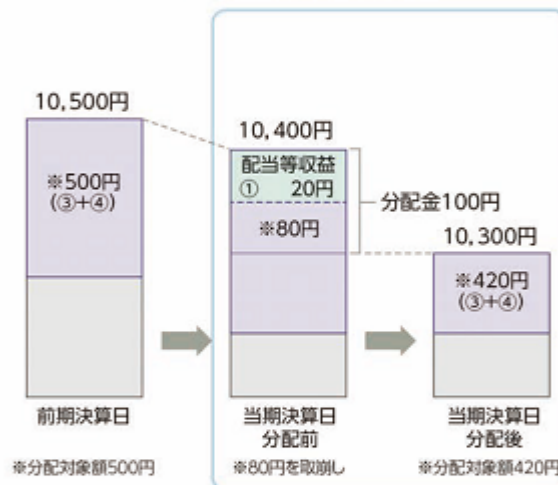 10,500円
※500円
(③+④)
前期決算日
※分配対象額500円
10,400円
配当等収益
① 20円
※80円
分配金100円
当期決算日
分配前
※80円を取崩し
10,300円
※420円
(③+④)
当期決算日
分配後
※分配対象額420円